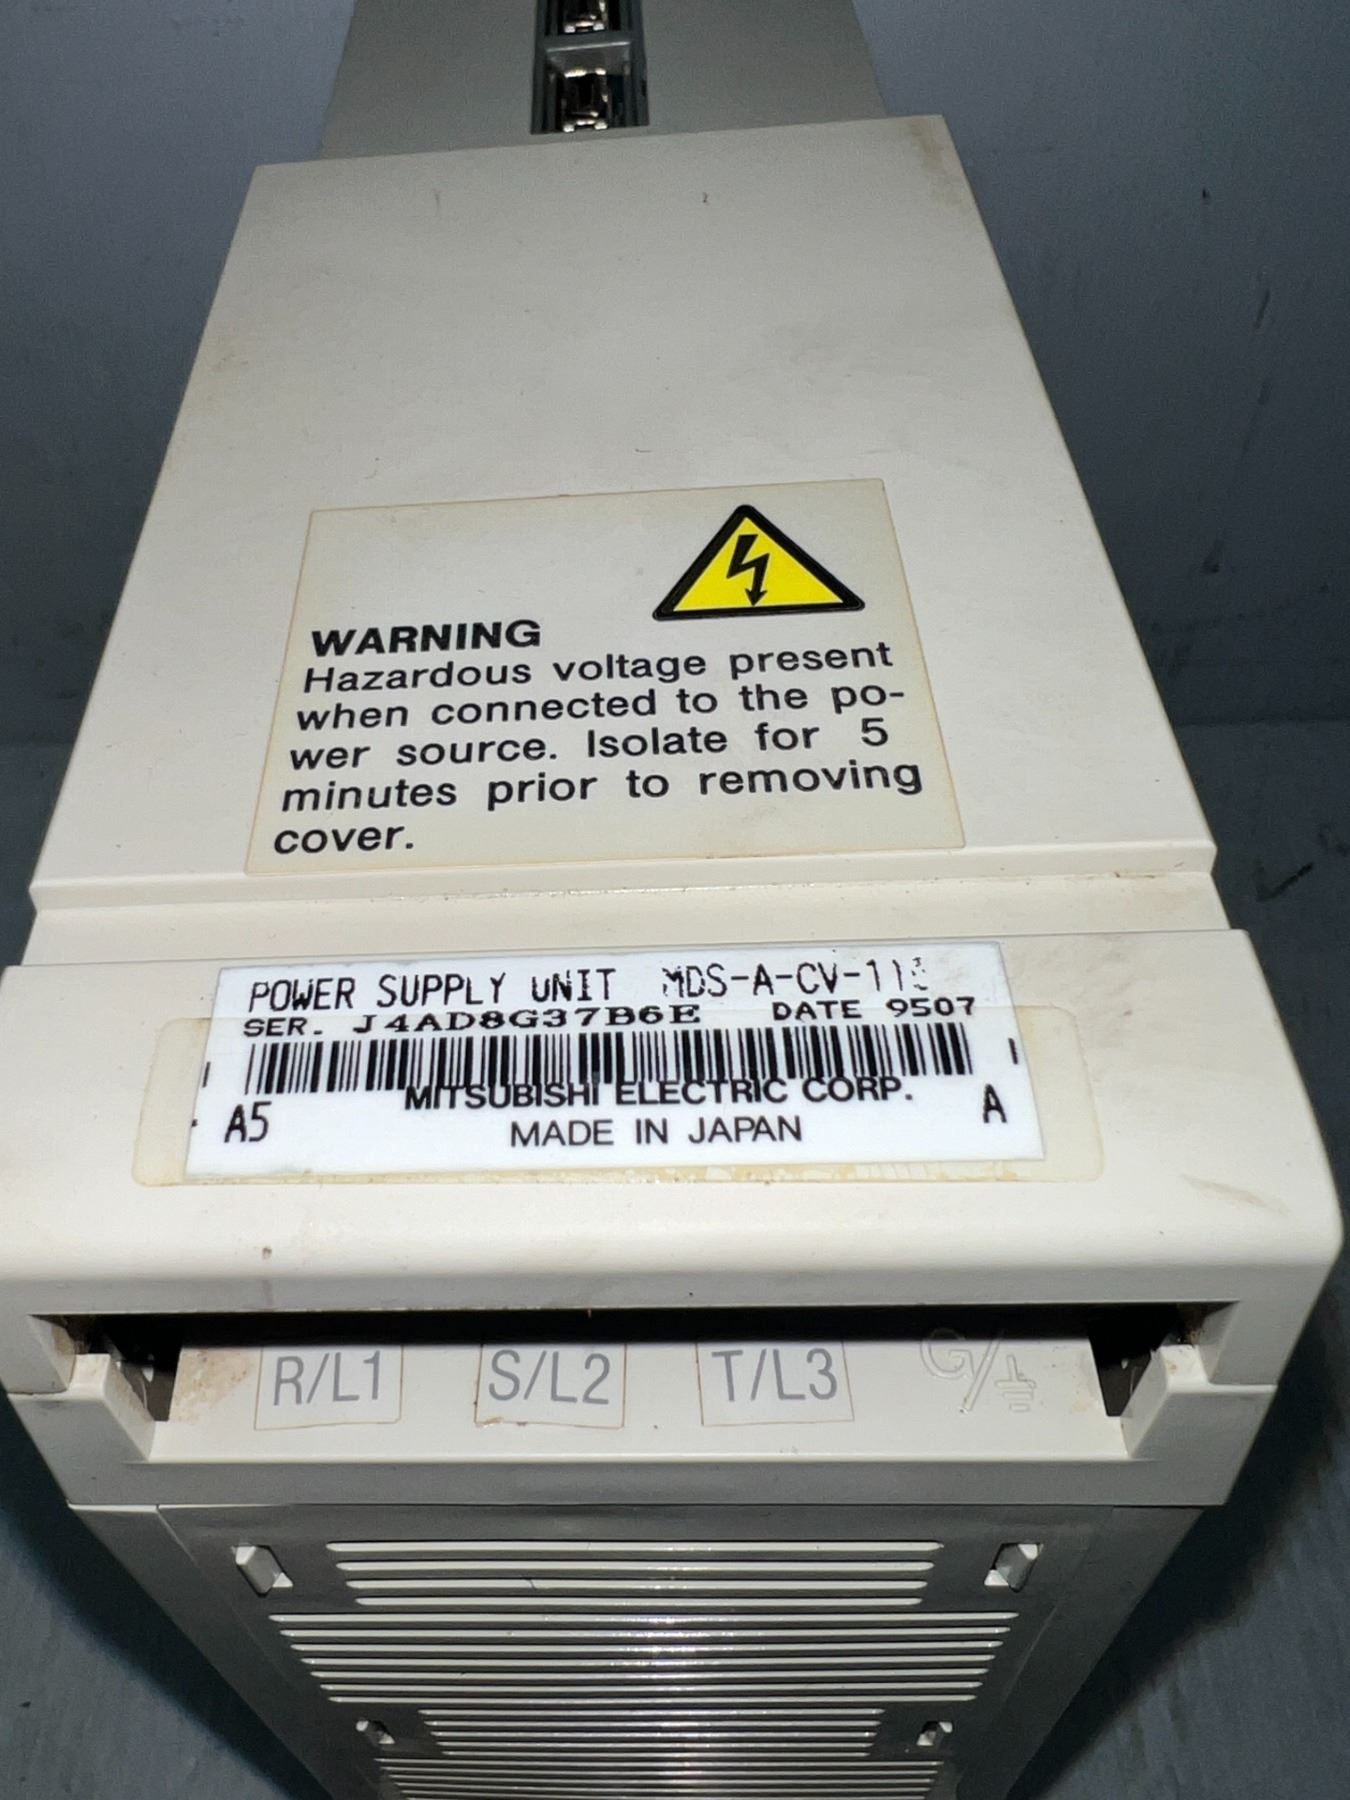 WARNING
Hazardous voltage present
when connected to the po-
wer source. Isolate for 5
minutes prior to removing
cover.
POWER SUPPLY UNIT
SER. J4AD8G37B6E DATE 9507
MITSUBISHI ELECTRIC CORP.
A5 A
MADE IN JAPAN
R/L1 S/L2 T/L3 G/⏚